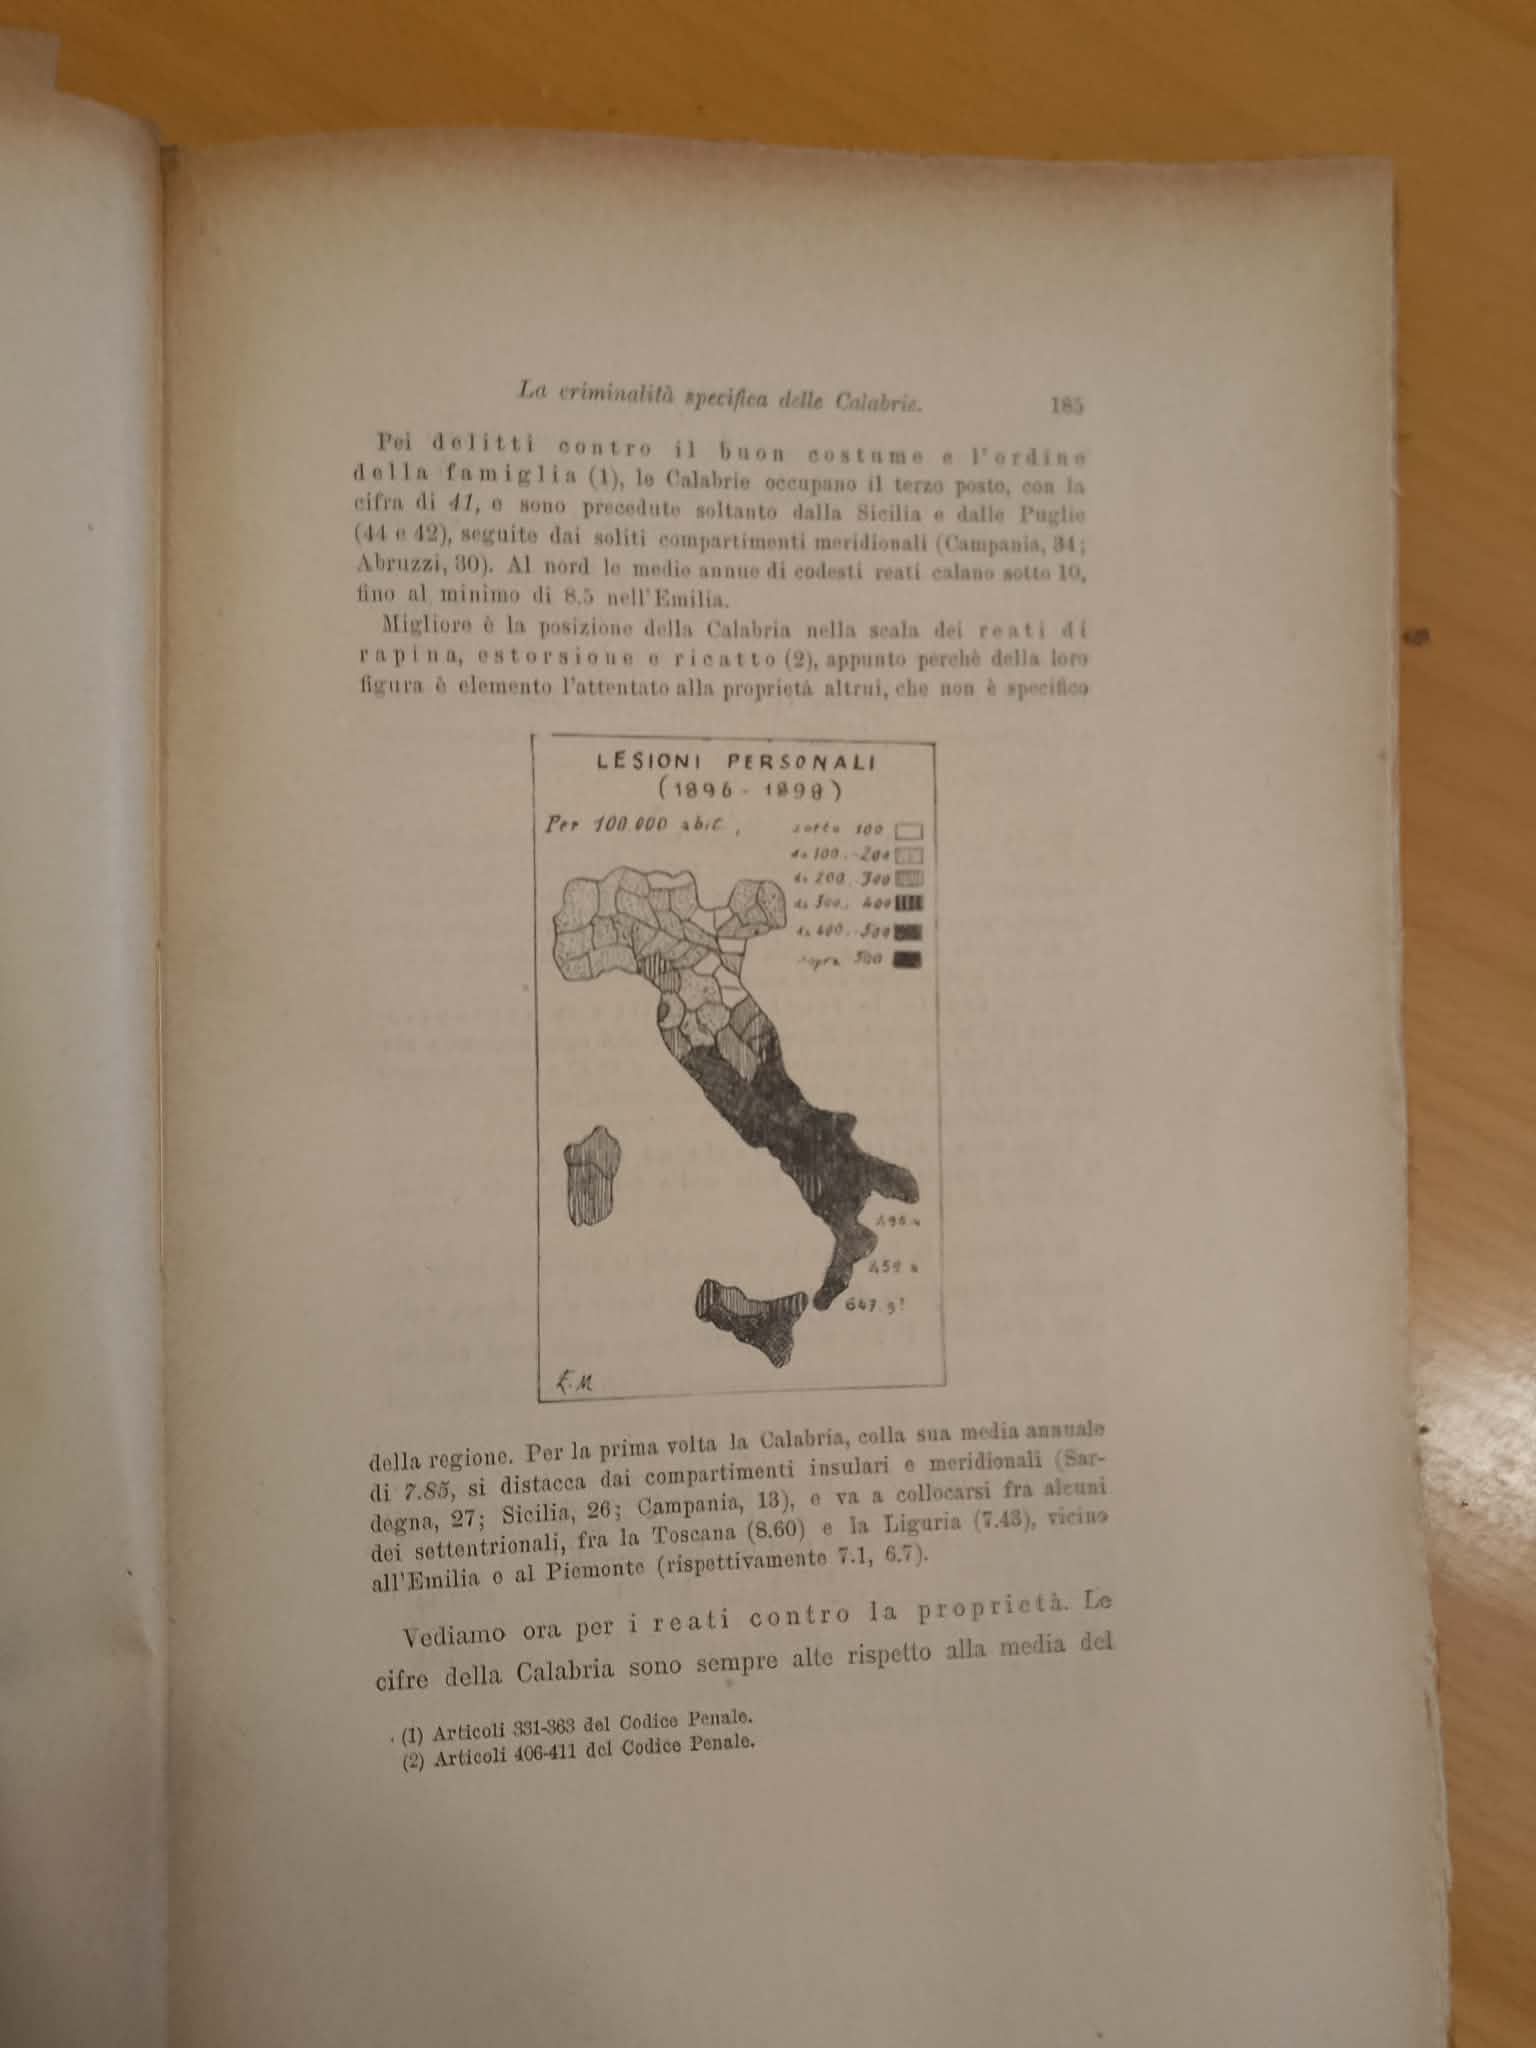 La criminalità specifica delle Calabrie. 185
Pei delitti contro il buon costume e l'ordine
della famiglia (1), le Calabrie occupano il terzo posto, con la
cifra di 41, e sono precedute soltanto dalla Sicilia e dalle Puglie
(44 e 42), seguite dai soliti compartimenti meridionali (Campania, 34;
Abruzzi, 30). Al nord le medie annue di codesti reati calano sotto 10,
fino al minimo di 8.5 nell'Emilia.
Migliore è la posizione della Calabria nella scala dei reati di
rapina, estorsione e ricatto (2), appunto perchè della loro
figura è elemento l'attentato alla proprietà altrui, che non è specifico
LESIONI PERSONALI
(1896 - 1898)
Per 100.000 abit.
sotto 100
da 100 - 200
da 200 - 300
da 300 - 400
da 400 - 500
sopra 500
459
647.9!
E.M
della regione. Per la prima volta la Calabria, colla sua media annuale
di 7.85, si distacca dai compartimenti insulari e meridionali (Sar-
degna, 27; Sicilia, 26; Campania, 13), e va a collocarsi fra alcuni
dei settentrionali, fra la Toscana (8.60) e la Liguria (7.43), vicino
all'Emilia e al Piemonte (rispettivamente 7.1, 6.7).
Vediamo ora per i reati contro la proprietà. Le
cifre della Calabria sono sempre alte rispetto alla media del
(1) Articoli 331-363 del Codice Penale.
(2) Articoli 406-411 del Codice Penale.